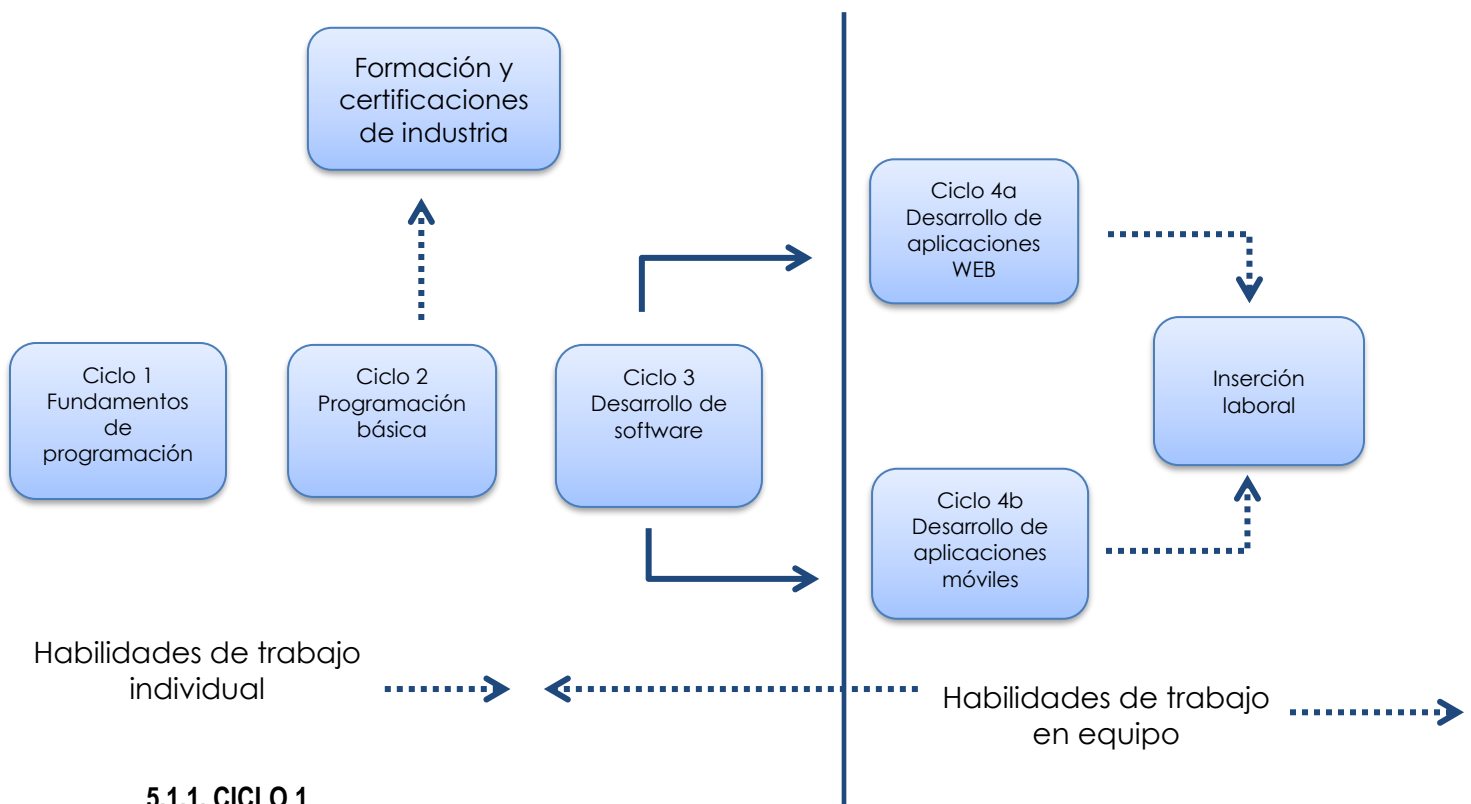 Formación y
certificaciones
de industria
Ciclo 1
Fundamentos
de
programación
Ciclo 2
Programación
básica
Ciclo 3
Desarrollo de
software
Ciclo 4a
Desarrollo de
aplicaciones
WEB
Inserción
laboral
Ciclo 4b
Desarrollo de
aplicaciones
móviles
Habilidades de trabajo
individual
Habilidades de trabajo
en equipo
5.1.1. CICLO 1